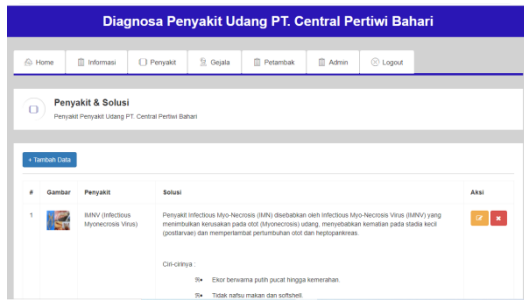 Diagnosa Penyakit Udang PT. Central Pertiwi Bahari
Home Informasi Penyakit Gejala Petambak Admin Logout
Penyakit & Solusi
Penyakit Penyakit Udang PT. Central Pertiwi Bahari
+ Tambah Data
# Gambar Penyakit Solusi Aksi
1 IMNV (Infectious Myonecrosis Virus) Penyakit Infectious Myo-Necrosis (IMN) disebabkan oleh Infectious Myo-Necrosis Virus (IMNV) yang
menimbulkan kerusakan pada otot (Myonecrosis) udang, menyebabkan kematian pada stadia kecil
(postlarvae) dan memperlambat pertumbuhan otot dan heptopankreas.
Ciri-cirinya :
Ekor berwarna putih pucat hingga kemerahan.
Tidak nafsu makan dan softshell.